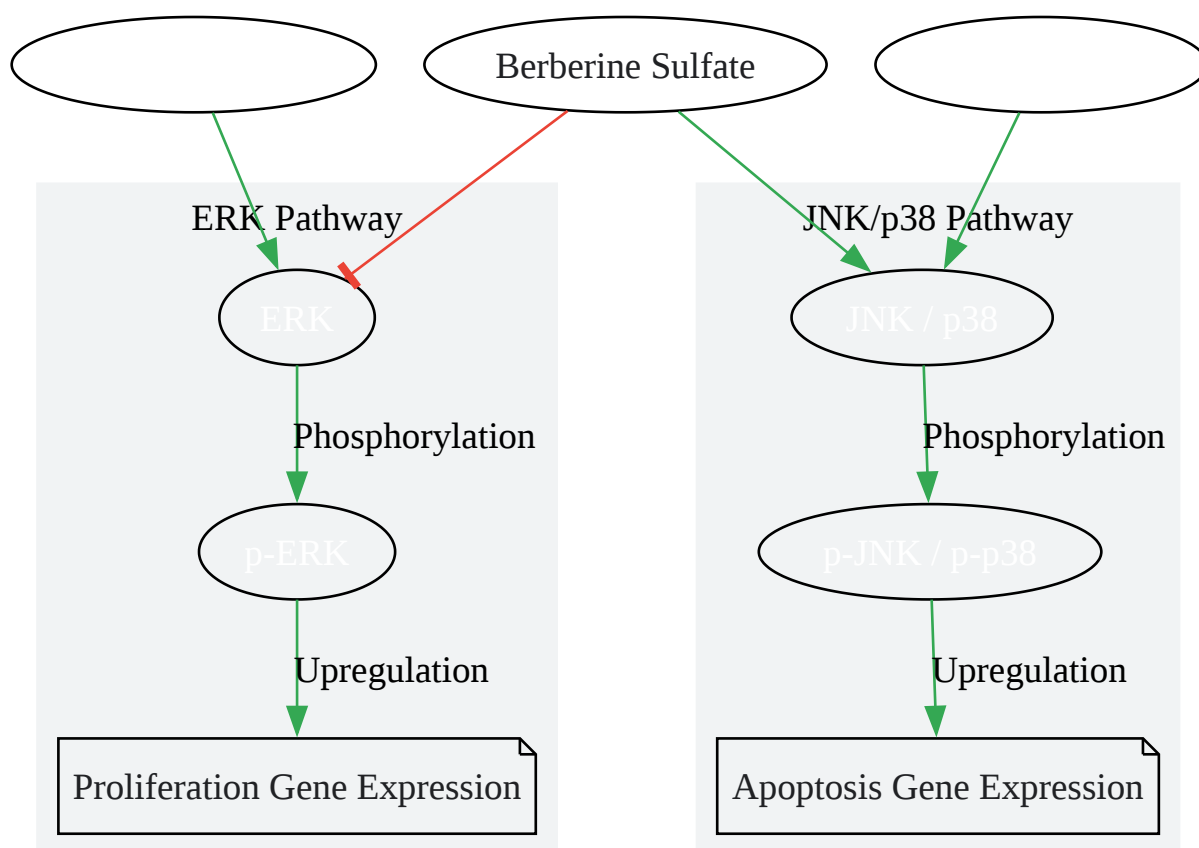 Berberine Sulfate
ERK Pathway
JNK/p38 Pathway
ERK
JNK / p38
Phosphorylation
Phosphorylation
p-ERK
p-JNK / p-p38
Upregulation
Upregulation
Proliferation Gene Expression
Apoptosis Gene Expression